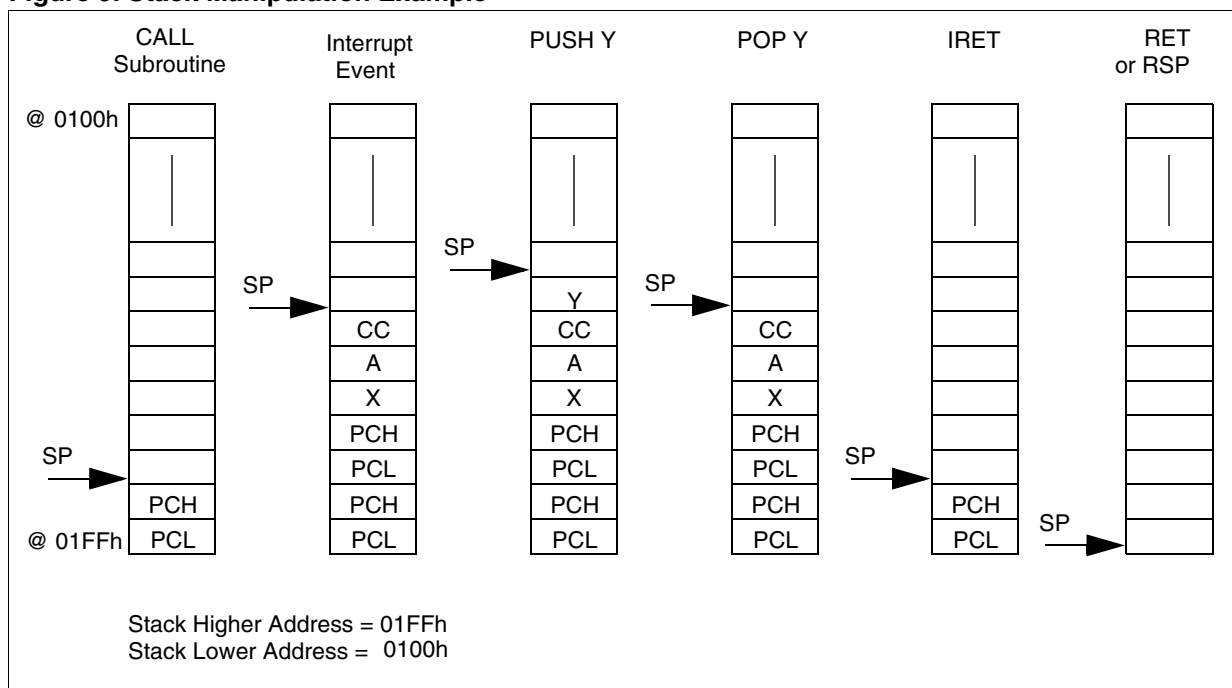 Figure 9. Stack Manipulation Example
CALL
Subroutine
Interrupt
Event
PUSH Y
POP Y
IRET
RET
or RSP
@ 0100h
SP
SP
SP
Y
CC
CC
CC
A
A
A
X
X
X
PCH
PCH
PCH
SP
SP
PCL
PCL
PCL
PCH
PCH
PCH
PCH
PCH
SP
@ 01FFh
PCL
PCL
PCL
PCL
PCL
Stack Higher Address = 01FFh
Stack Lower Address = 0100h